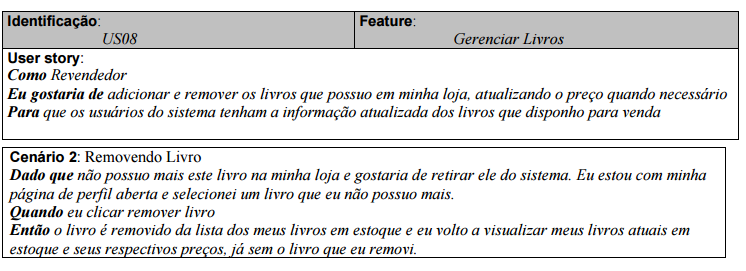 Identificação: Feature:
US08 Gerenciar Livros
User story:
Como Revendedor
Eu gostaria de adicionar e remover os livros que possuo em minha loja, atualizando o preço quando necessário
Para que os usuários do sistema tenham a informação atualizada dos livros que disponho para venda
Cenário 2: Removendo Livro
Dado que não possuo mais este livro na minha loja e gostaria de retirar ele do sistema. Eu estou com minha
página de perfil aberta e selecionei um livro que eu não possuo mais.
Quando eu clicar remover livro
Então o livro é removido da lista dos meus livros em estoque e eu volto a visualizar meus livros atuais em
estoque e seus respectivos preços, já sem o livro que eu removi.